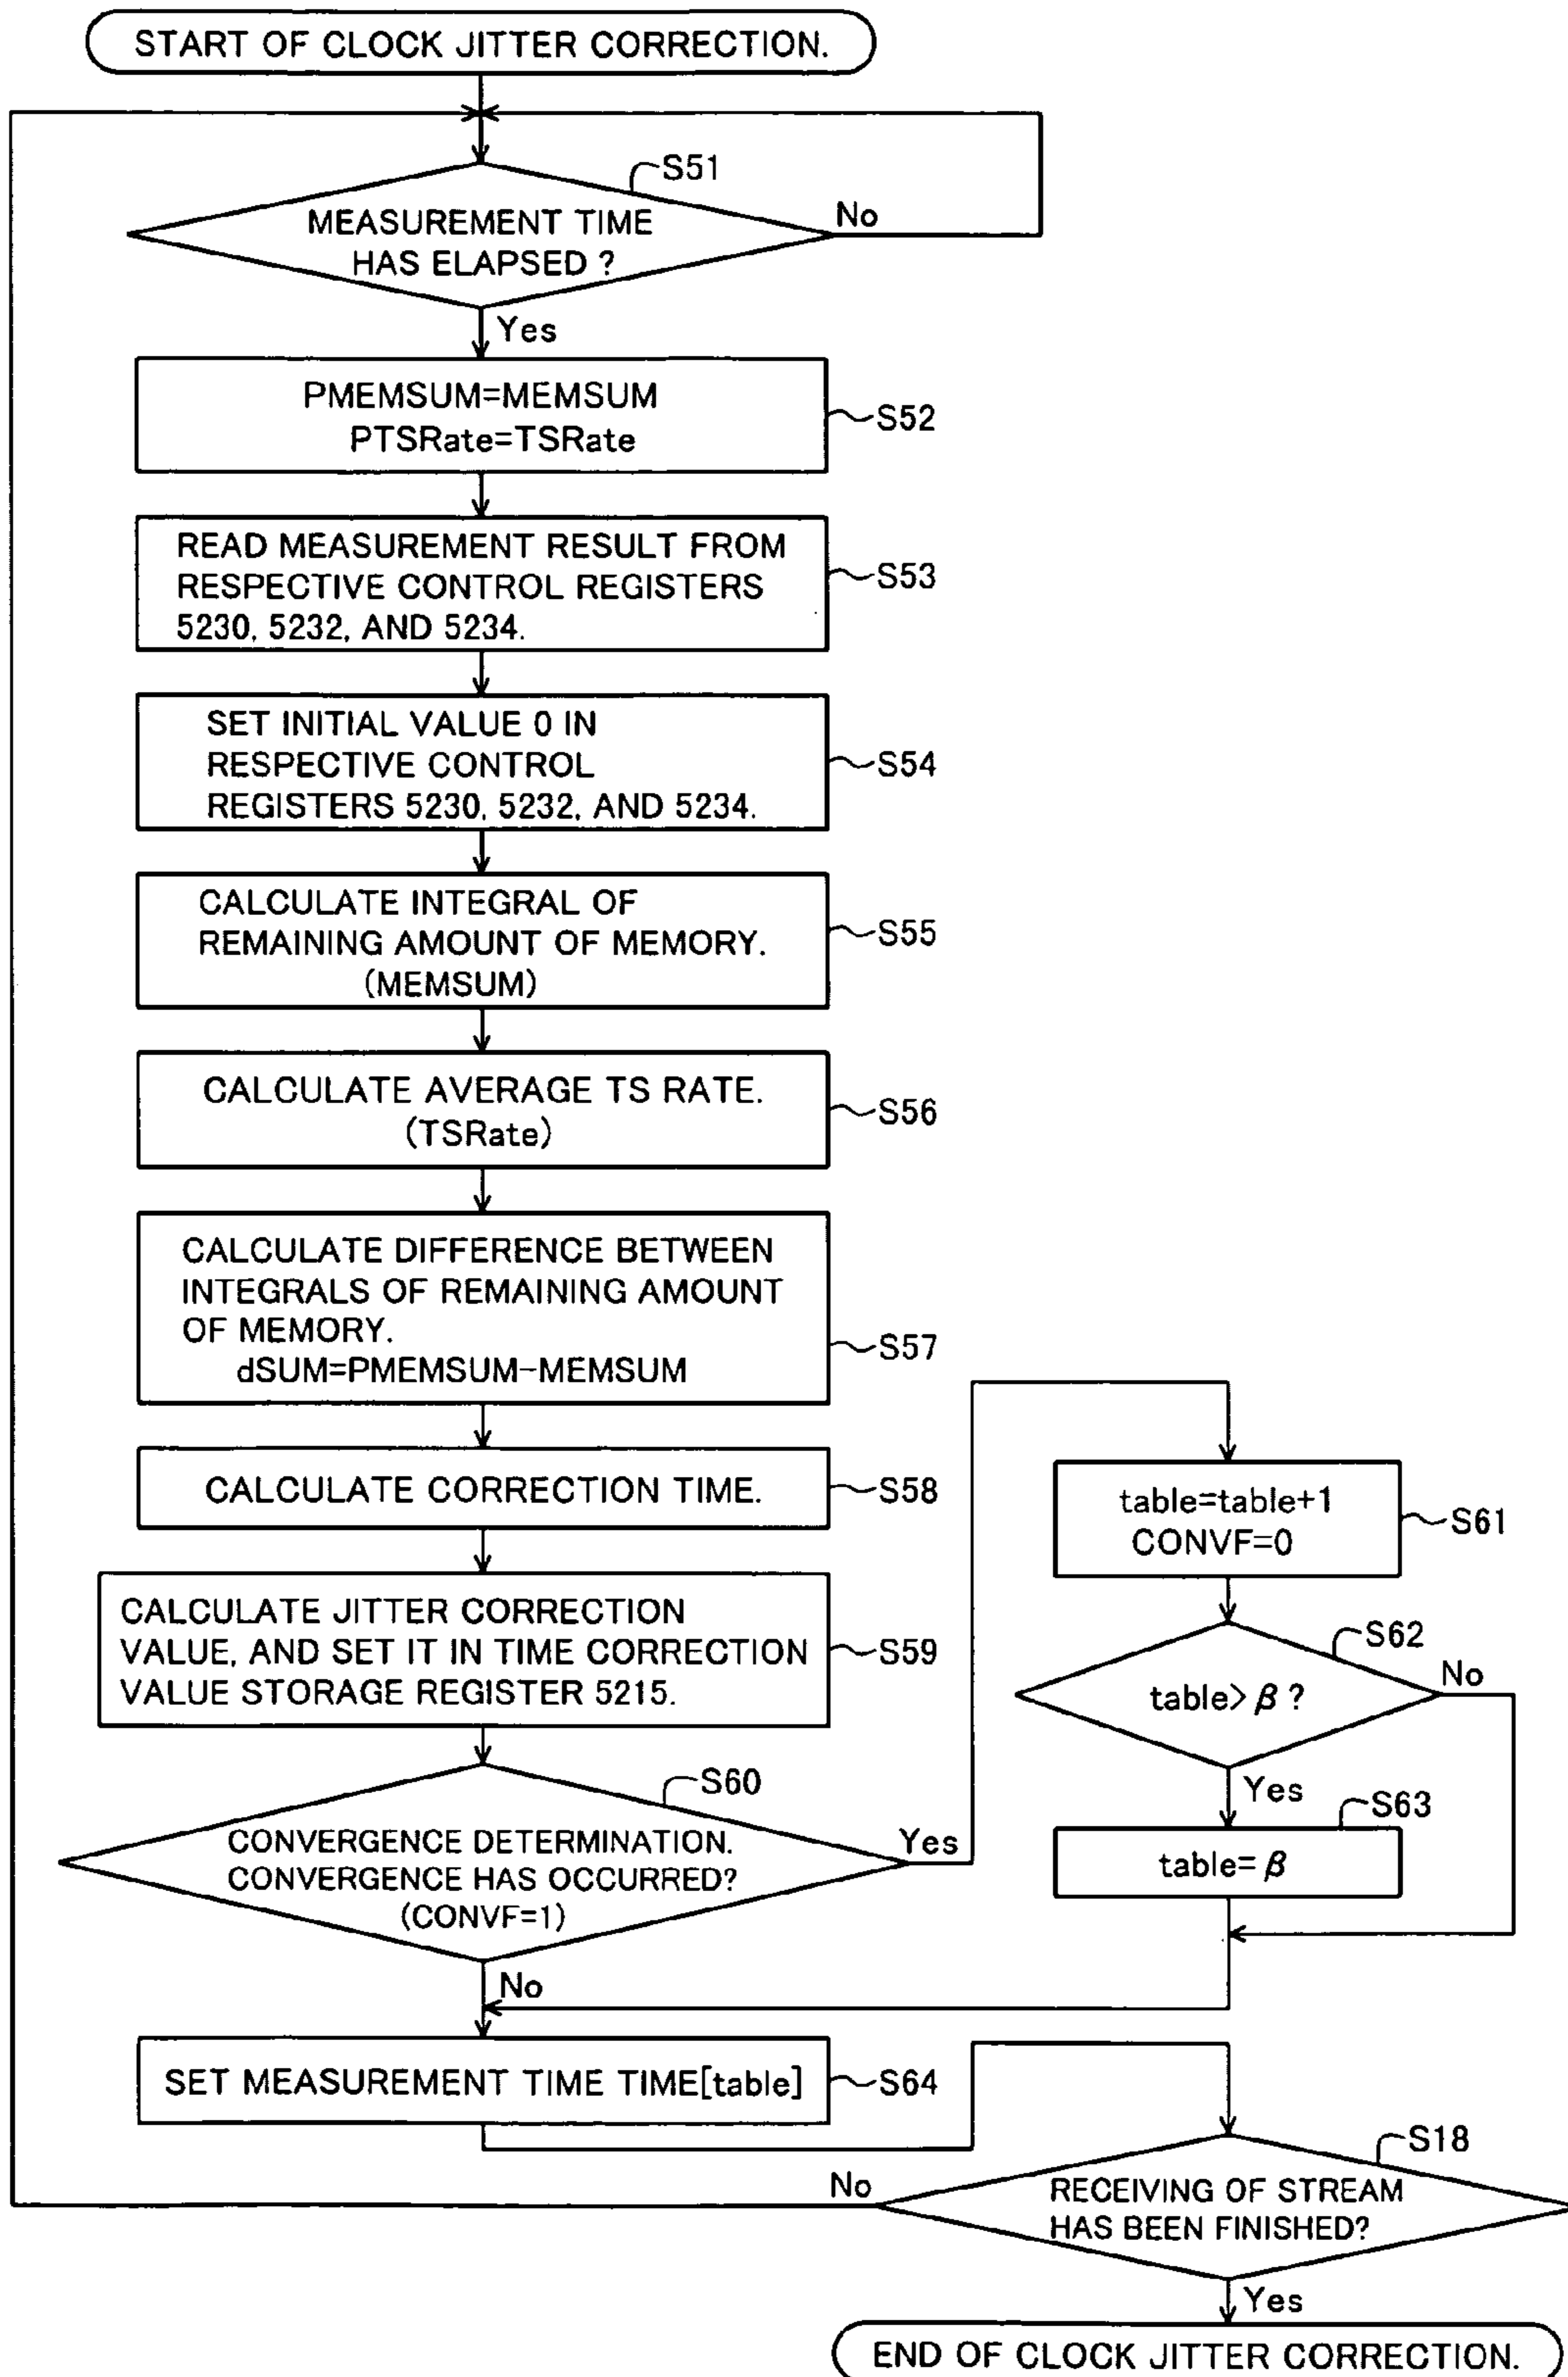 START OF CLOCK JITTER CORRECTION.
S51
MEASUREMENT TIME
HAS ELAPSED ?
No
Yes
PMEMSUM=MEMSUM
PTSRate=TSRate
S52
READ MEASUREMENT RESULT FROM
RESPECTIVE CONTROL REGISTERS
5230, 5232, AND 5234.
S53
SET INITIAL VALUE 0 IN
RESPECTIVE CONTROL
REGISTERS 5230, 5232, AND 5234.
S54
CALCULATE INTEGRAL OF
REMAINING AMOUNT OF MEMORY.
(MEMSUM)
S55
CALCULATE AVERAGE TS RATE.
(TSRate)
S56
CALCULATE DIFFERENCE BETWEEN
INTEGRALS OF REMAINING AMOUNT
OF MEMORY.
dSUM=PMEMSUM-MEMSUM
S57
CALCULATE CORRECTION TIME.
S58
CALCULATE JITTER CORRECTION
VALUE, AND SET IT IN TIME CORRECTION
VALUE STORAGE REGISTER 5215.
S59
S60
CONVERGENCE DETERMINATION.
CONVERGENCE HAS OCCURRED?
(CONVF=1)
Yes
No
table=table+1
CONVF=0
S61
S62
table> β ?
No
Yes
S63
table= β
SET MEASUREMENT TIME TIME[table]
S64
S18
RECEIVING OF STREAM
HAS BEEN FINISHED?
No
Yes
END OF CLOCK JITTER CORRECTION.